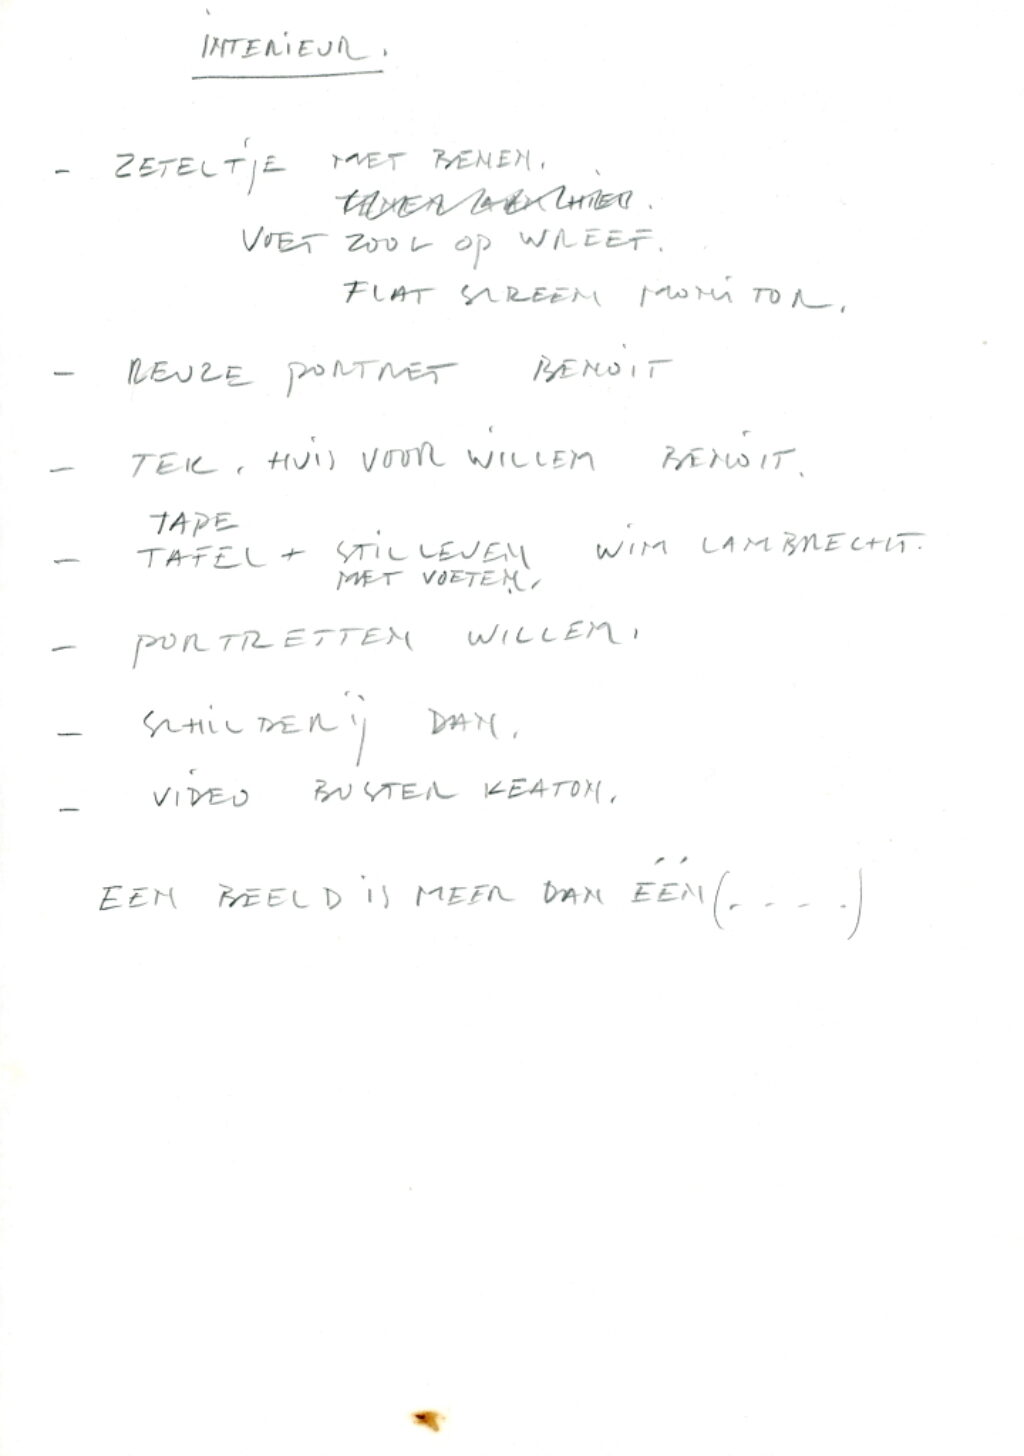 INTERIEUR.
- ZETELTJE MET BENEN.
VOET ZOOL OP WREEF.
FLAT SCREEN MONITOR.
- REUZE PORTRET BENOIT
- TEK. HUIS VOOR WILLEM BENOIT.
TAPE
- TAFEL + STILLEVEN WIM LAMBRECHT.
MET VOETEN.
- PORTRETTEN WILLEM.
- SCHILDERIJ DAN.
- VIDEO BUSTER KEATON.
EEN BEELD IS MEER DAN ÉÉN (. - - - .)